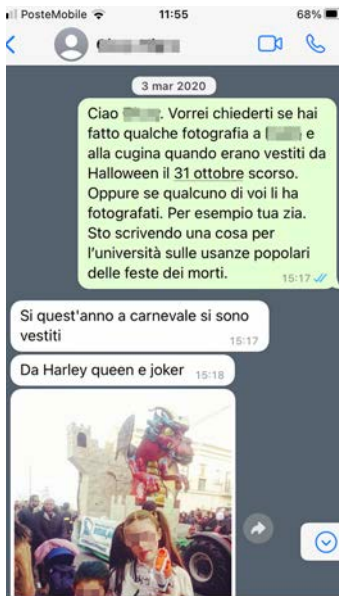 PosteMobile
11:55
68%
3 mar 2020
Ciao . Vorrei chiederti se hai
fatto qualche fotografia a e
alla cugina quando erano vestiti da
Halloween il 31 ottobre scorso.
Oppure se qualcuno di voi li ha
fotografati. Per esempio tua zia.
Sto scrivendo una cosa per
l'università sulle usanze popolari
delle feste dei morti.
15:17
Si quest'anno a carnevale si sono
vestiti
15:17
Da Harley queen e joker
15:18